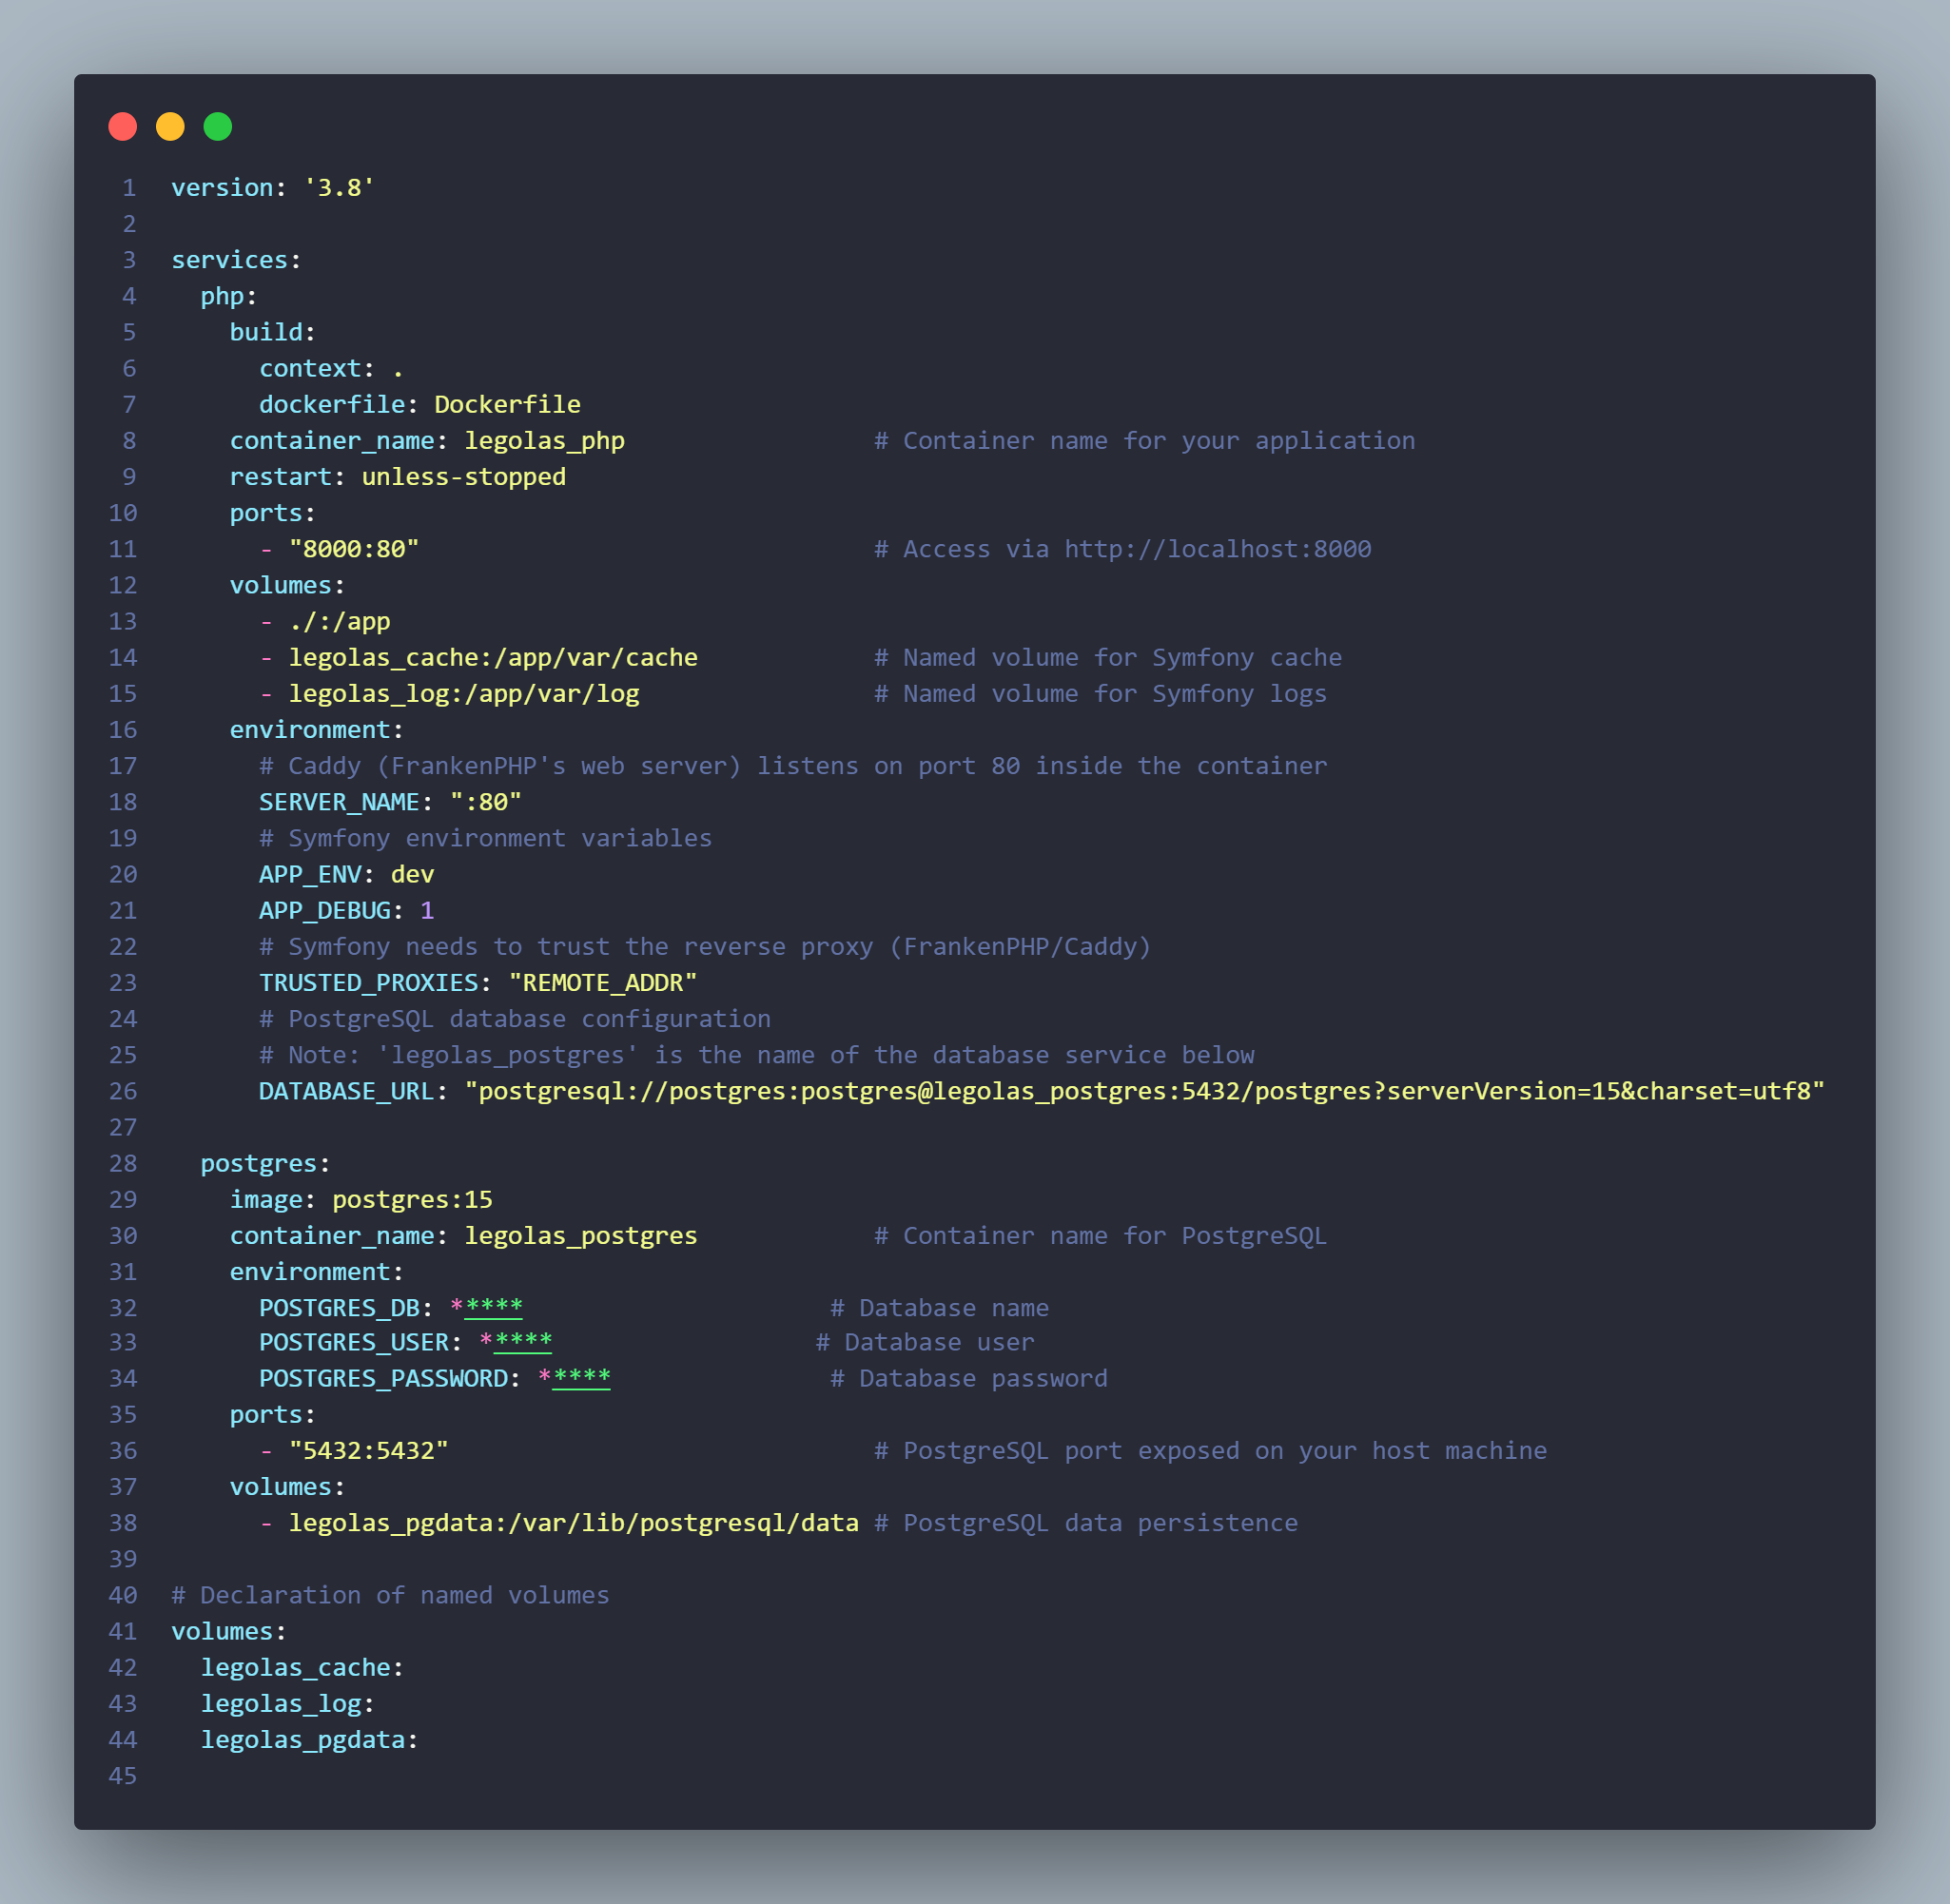 1 version: '3.8'
2
3 services:
4   php:
5     build:
6       context: .
7       dockerfile: Dockerfile
8     container_name: legolas_php                 # Container name for your application
9     restart: unless-stopped
10     ports:
11       - "8000:80"                               # Access via http://localhost:8000
12     volumes:
13       - ./:/app
14       - legolas_cache:/app/var/cache            # Named volume for Symfony cache
15       - legolas_log:/app/var/log                # Named volume for Symfony logs
16     environment:
17       # Caddy (FrankenPHP's web server) listens on port 80 inside the container
18       SERVER_NAME: ":80"
19       # Symfony environment variables
20       APP_ENV: dev
21       APP_DEBUG: 1
22       # Symfony needs to trust the reverse proxy (FrankenPHP/Caddy)
23       TRUSTED_PROXIES: "REMOTE_ADDR"
24       # PostgreSQL database configuration
25       # Note: 'legolas_postgres' is the name of the database service below
26       DATABASE_URL: "postgresql://postgres:postgres@legolas_postgres:5432/postgres?serverVersion=15&charset=utf8"
27
28   postgres:
29     image: postgres:15
30     container_name: legolas_postgres            # Container name for PostgreSQL
31     environment:
32       POSTGRES_DB: *****                     # Database name
33       POSTGRES_USER: *****                  # Database user
34       POSTGRES_PASSWORD: *****               # Database password
35     ports:
36       - "5432:5432"                             # PostgreSQL port exposed on your host machine
37     volumes:
38       - legolas_pgdata:/var/lib/postgresql/data # PostgreSQL data persistence
39
40 # Declaration of named volumes
41 volumes:
42   legolas_cache:
43   legolas_log:
44   legolas_pgdata:
45